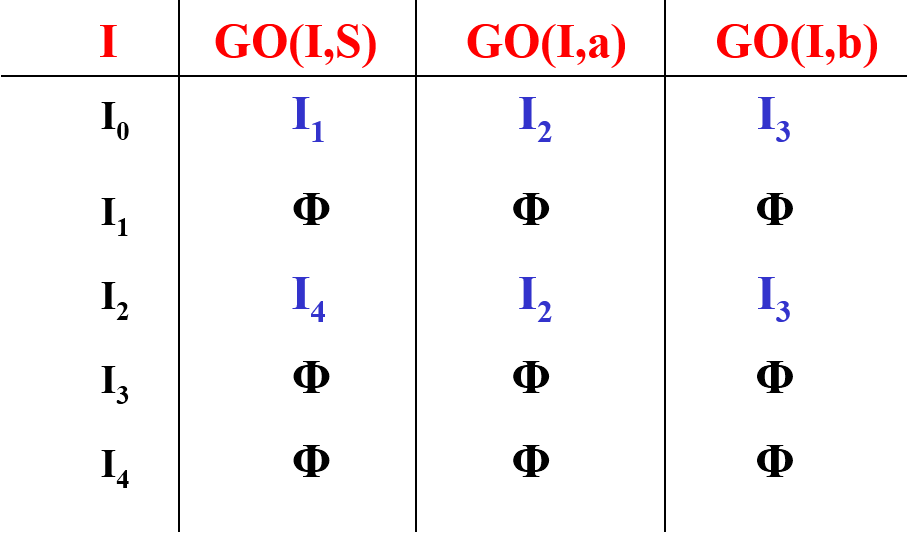 I GO(I,S) GO(I,a) GO(I,b)
I₀ I₁ I₂ I₃
I₁ Φ Φ Φ
I₂ I₄ I₂ I₃
I₃ Φ Φ Φ
I₄ Φ Φ Φ